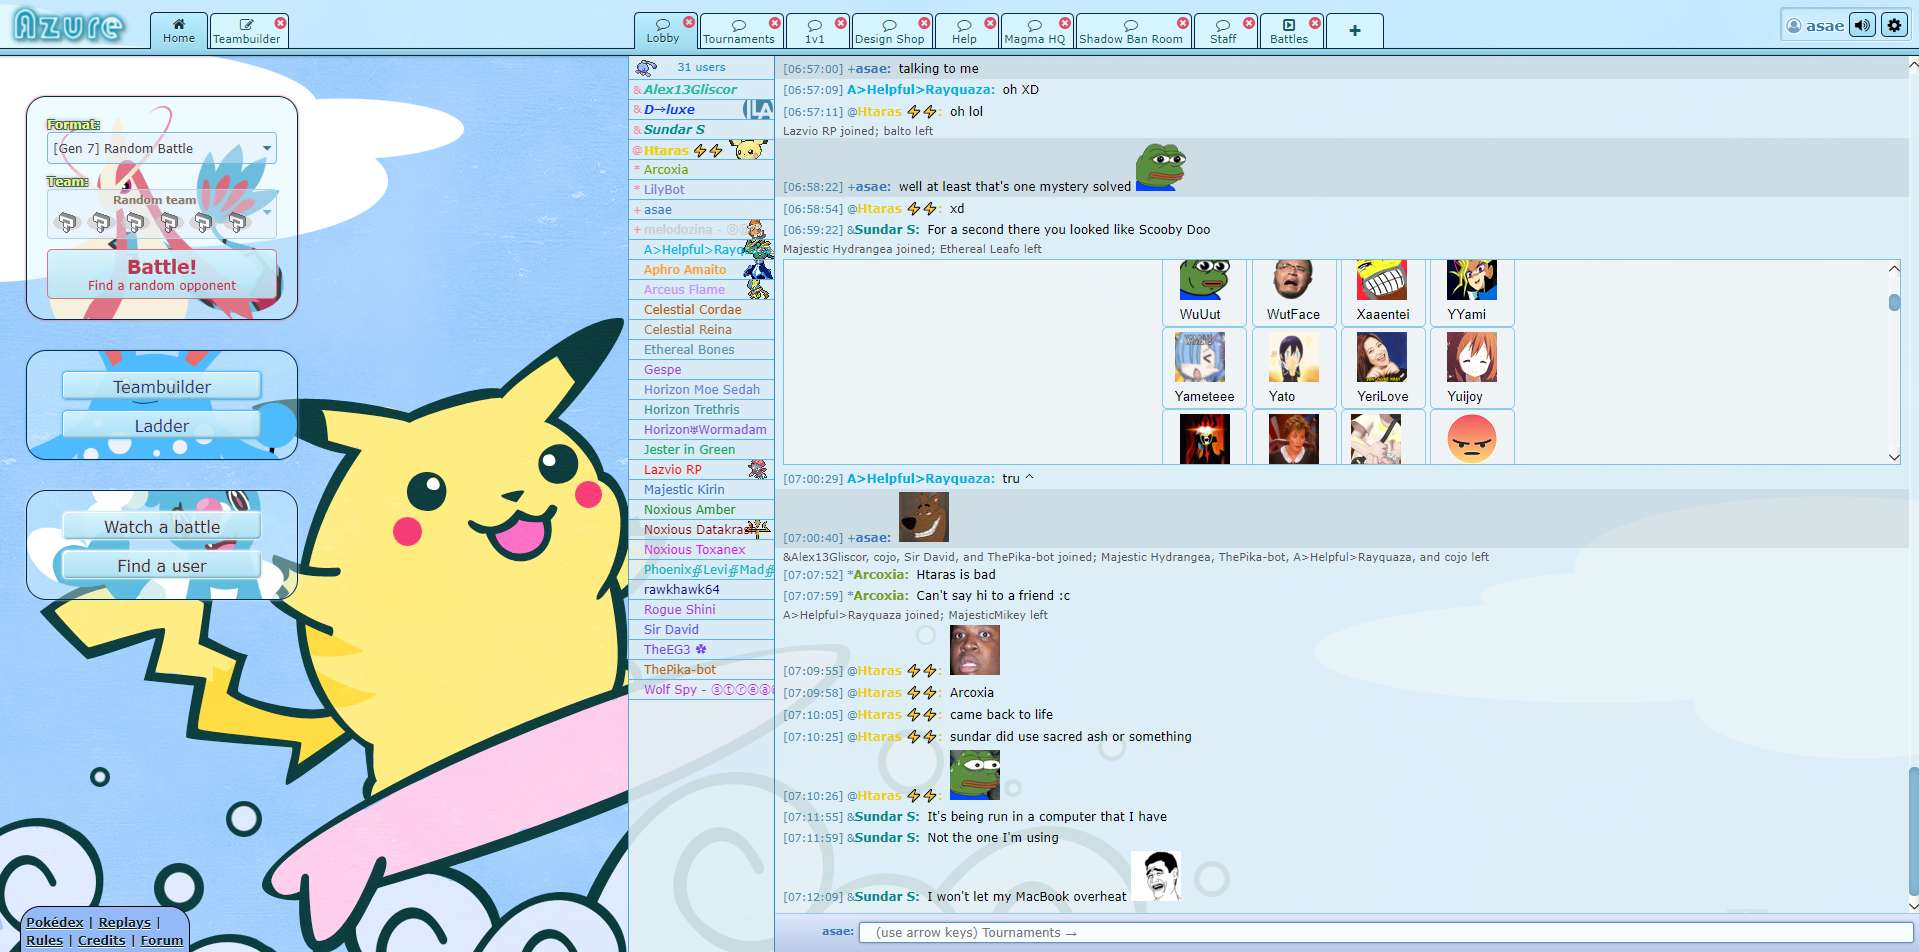 Azure
Home
Teambuilder
Lobby
Tournaments
1v1
Design Shop
Help
Magma HQ
Shadow Ban Room
Staff
Battles
+
asae
Format:
[Gen 7] Random Battle
Team:
Random team
Battle!
Find a random opponent
Teambuilder
Ladder
Watch a battle
Find a user
Pokédex | Replays |
Rules | Credits | Forum
31 users
&Alex13Gliscor
&D→luxe
&Sundar S
@Htaras ⚡⚡
*Arcoxia
*LilyBot
+asae
+melodozina -
A>Helpful>Rayq
Aphro Amaito
Arceus Flame
Celestial Cordae
Celestial Reina
Ethereal Bones
Gespe
Horizon Moe Sedah
Horizon Trethris
Horizon♅Wormadam
Jester in Green
Lazvio RP
Majestic Kirin
Noxious Amber
Noxious Datakras
Noxious Toxanex
Phoenix∯Levi∯Mad∯
rawkhawk64
Rogue Shini
Sir David
TheEG3 ✽
ThePika-bot
Wolf Spy - ⓢⓣⓡⓔⓐ
[06:57:00] +asae: talking to me
[06:57:09] A>Helpful>Rayquaza: oh XD
[06:57:11] @Htaras ⚡⚡: oh lol
Lazvio RP joined; balto left
[06:58:22] +asae: well at least that's one mystery solved
[06:58:54] @Htaras ⚡⚡: xd
[06:59:22] &Sundar S: For a second there you looked like Scooby Doo
Majestic Hydrangea joined; Ethereal Leafo left
WuUut WutFace Xaaentei YYami
Yameteee Yato YeriLove Yuijoy
[07:00:29] A>Helpful>Rayquaza: tru ^
[07:00:40] +asae:
&Alex13Gliscor, cojo, Sir David, and ThePika-bot joined; Majestic Hydrangea, ThePika-bot, A>Helpful>Rayquaza, and cojo left
[07:07:52] *Arcoxia: Htaras is bad
[07:07:59] *Arcoxia: Can't say hi to a friend :c
A>Helpful>Rayquaza joined; MajesticMikey left
[07:09:55] @Htaras ⚡⚡:
[07:09:58] @Htaras ⚡⚡: Arcoxia
[07:10:05] @Htaras ⚡⚡: came back to life
[07:10:25] @Htaras ⚡⚡: sundar did use sacred ash or something
[07:10:26] @Htaras ⚡⚡:
[07:11:55] &Sundar S: It's being run in a computer that I have
[07:11:59] &Sundar S: Not the one I'm using
[07:12:09] &Sundar S: I won't let my MacBook overheat
asae: (use arrow keys) Tournaments →